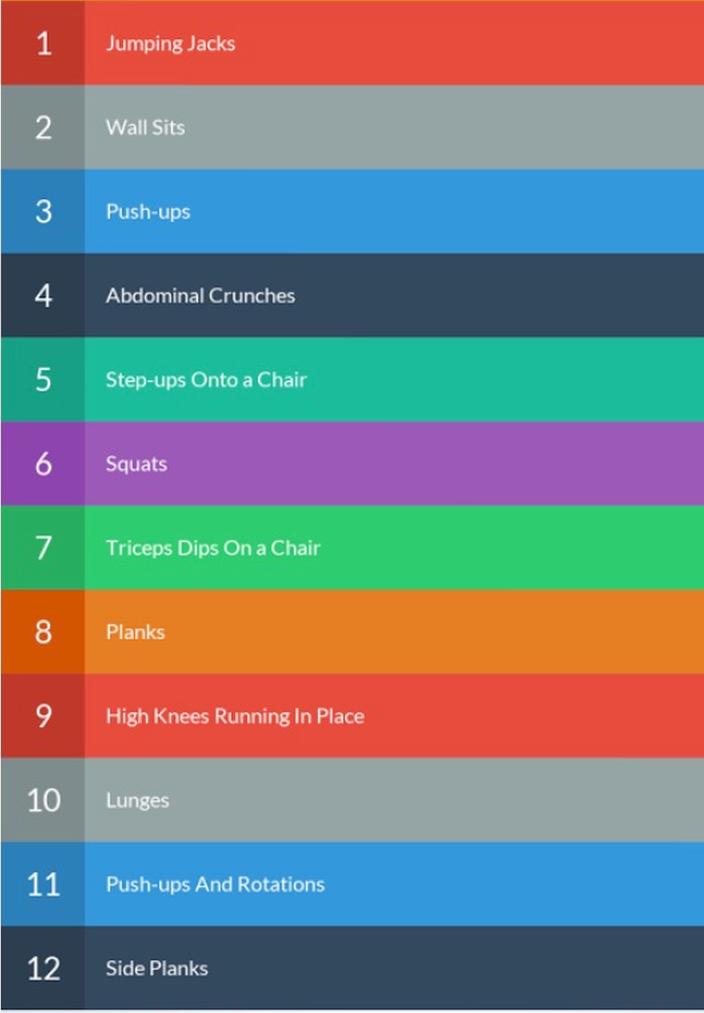 1 Jumping Jacks
2 Wall Sits
3 Push-ups
4 Abdominal Crunches
5 Step-ups Onto a Chair
6 Squats
7 Triceps Dips On a Chair
8 Planks
9 High Knees Running In Place
10 Lunges
11 Push-ups And Rotations
12 Side Planks